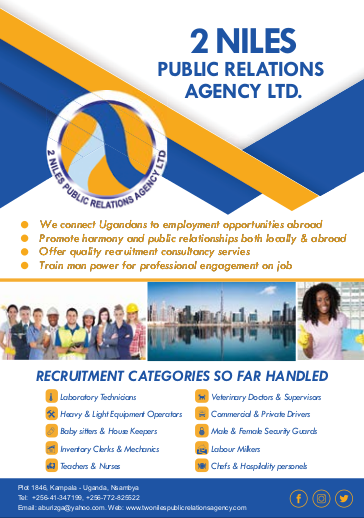 2 NILES
PUBLIC RELATIONS
AGENCY LTD.
2 NILES PUBLIC RELATIONS AGENCY LTD
We connect Ugandans to employment opportunities abroad
Promote harmony and public relationships both locally & abroad
Offer quality recruitment consultancy servies
Train man power for professional engagement on job
RECRUITMENT CATEGORIES SO FAR HANDLED
Laboratory Technicians
Heavy & Light Equipment Operators
Baby sitters & House Keepers
Inventary Clerks & Mechanics
Teachers & Nurses
Veterinary Doctors & Supervisors
Commercial & Private Drivers
Male & Female Security Guards
Labour Milkers
Chefs & Hospitality personels
Plot 1846, Kampala - Uganda, Nsambya
Tel: +256-41-347199, +256-772-825522
Email: aburizga@yahoo.com. Web: www.twonilespublicrelationsagency.com